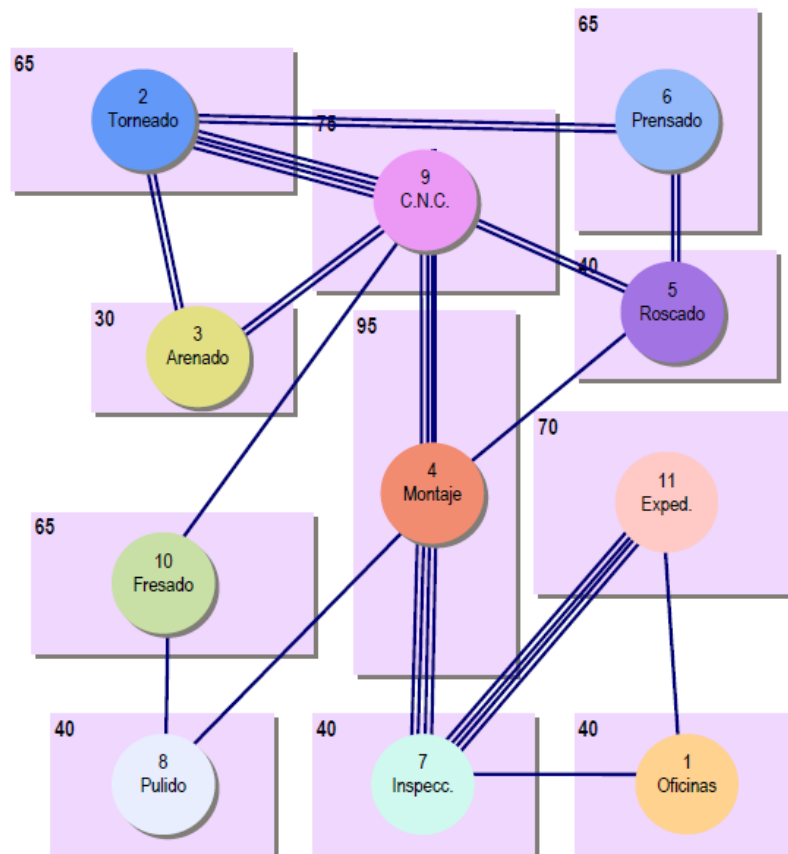 65
2
Torneado
65
6
Prensado
75
9
C.N.C.
40
5
Roscado
30
3
Arenado
95
4
Montaje
70
11
Exped.
65
10
Fresado
40
8
Pulido
40
7
Inspecc.
40
1
Oficinas